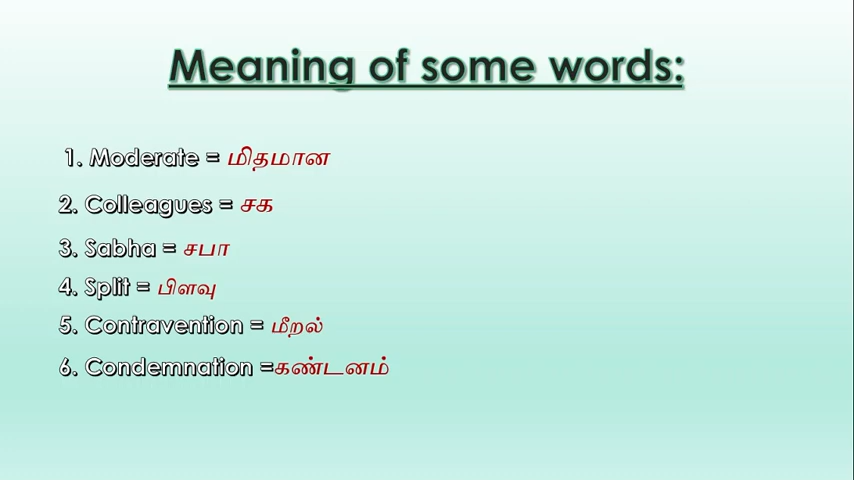 Meaning of some words:
1. Moderate = மிதமான
2. Colleagues = சக
3. Sabha = சபா
4. Split = பிளவு
5. Contravention = மீறல்
6. Condemnation =கண்டனம்